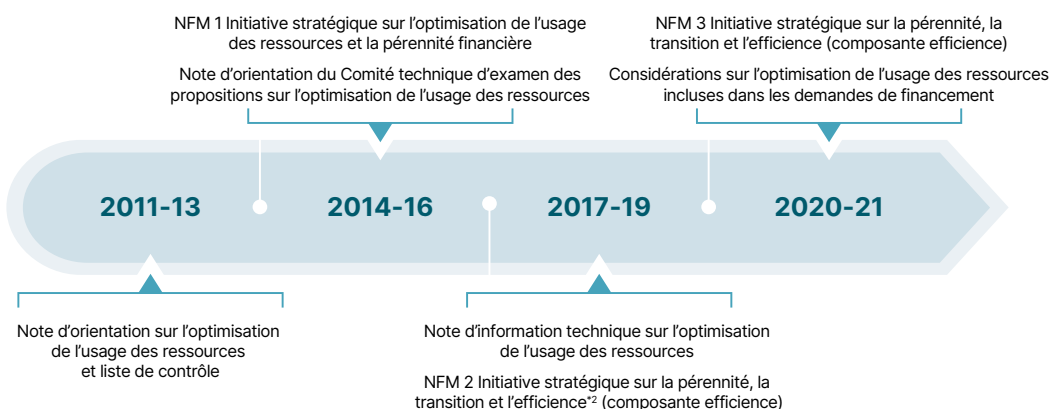 NFM 1 Initiative stratégique sur l’optimisation de l’usage
des ressources et la pérennité financière
Note d’orientation du Comité technique d’examen des
propositions sur l’optimisation de l’usage des ressources
NFM 3 Initiative stratégique sur la pérennité, la
transition et l’efficience (composante efficience)
Considérations sur l’optimisation de l’usage des ressources
incluses dans les demandes de financement
2011-13
2014-16
2017-19
2020-21
Note d’orientation sur l’optimisation
de l’usage des ressources
et liste de contrôle
Note d’information technique sur l’optimisation
de l’usage des ressources
NFM 2 Initiative stratégique sur la pérennité, la
transition et l’efficience*2 (composante efficience)